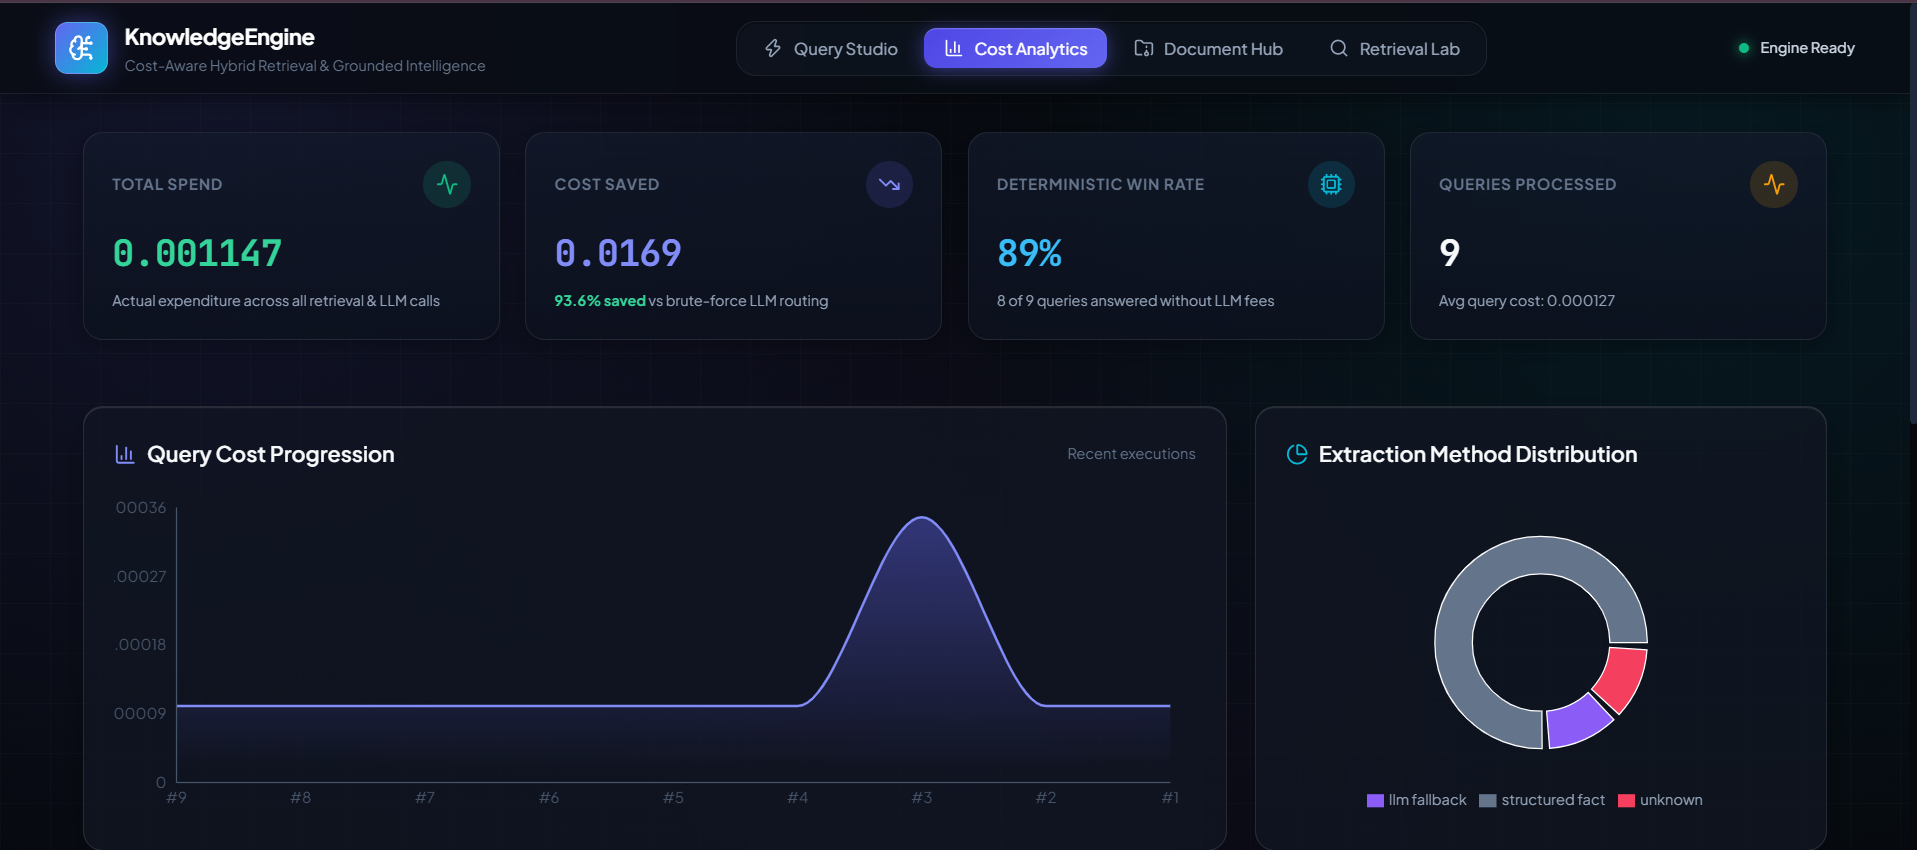 KnowledgeEngine
Cost-Aware Hybrid Retrieval & Grounded Intelligence
Query Studio
Cost Analytics
Document Hub
Retrieval Lab
Engine Ready
TOTAL SPEND
0.001147
Actual expenditure across all retrieval & LLM calls
COST SAVED
0.0169
93.6% saved vs brute-force LLM routing
DETERMINISTIC WIN RATE
89%
8 of 9 queries answered without LLM fees
QUERIES PROCESSED
9
Avg query cost: 0.000127
Query Cost Progression
Recent executions
00036
.00027
.00018
00009
0
#9 #8 #7 #6 #5 #4 #3 #2 #1
Extraction Method Distribution
llm fallback structured fact unknown